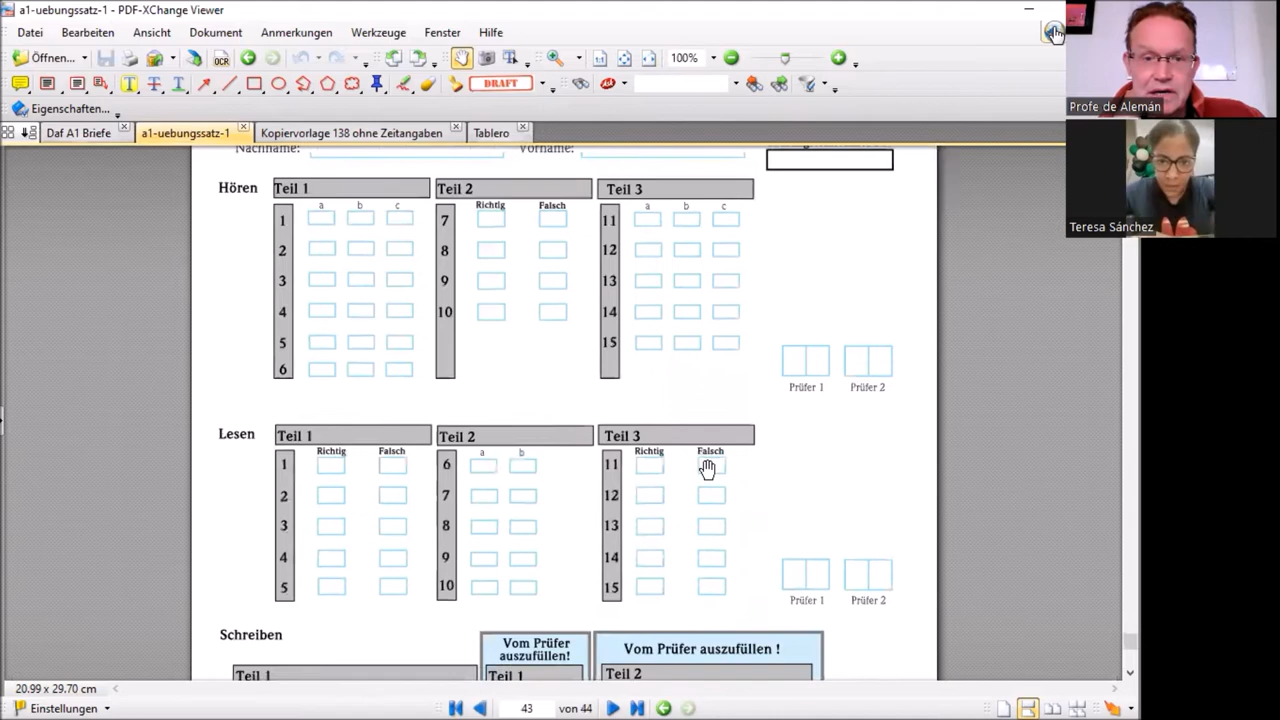 a1-uebungssatz-1 - PDF-XChange Viewer
Datei Bearbeiten Ansicht Dokument Anmerkungen Werkzeuge Fenster Hilfe
Öffnen... OCR 1:1 100%
T T T DRAFT
Eigenschaften...
Daf A1 Briefe a1-uebungssatz-1 Kopiervorlage 138 ohne Zeitangaben Tablero
Profe de Alemán
Teresa Sánchez
Nachname: Vorname:
Hören Teil 1 Teil 2 Teil 3
a b c Richtig Falsch a b c
1 7 11
2 8 12
3 9 13
4 10 14
5 15
6
Prüfer 1 Prüfer 2
Lesen Teil 1 Teil 2 Teil 3
Richtig Falsch a b Richtig Falsch
1 6 11
2 7 12
3 8 13
4 9 14
5 10 15
Prüfer 1 Prüfer 2
Schreiben
Vom Prüfer auszufüllen! Vom Prüfer auszufüllen !
Teil 1 Teil 1 Teil 2
20.99 x 29.70 cm
Einstellungen 43 von 44